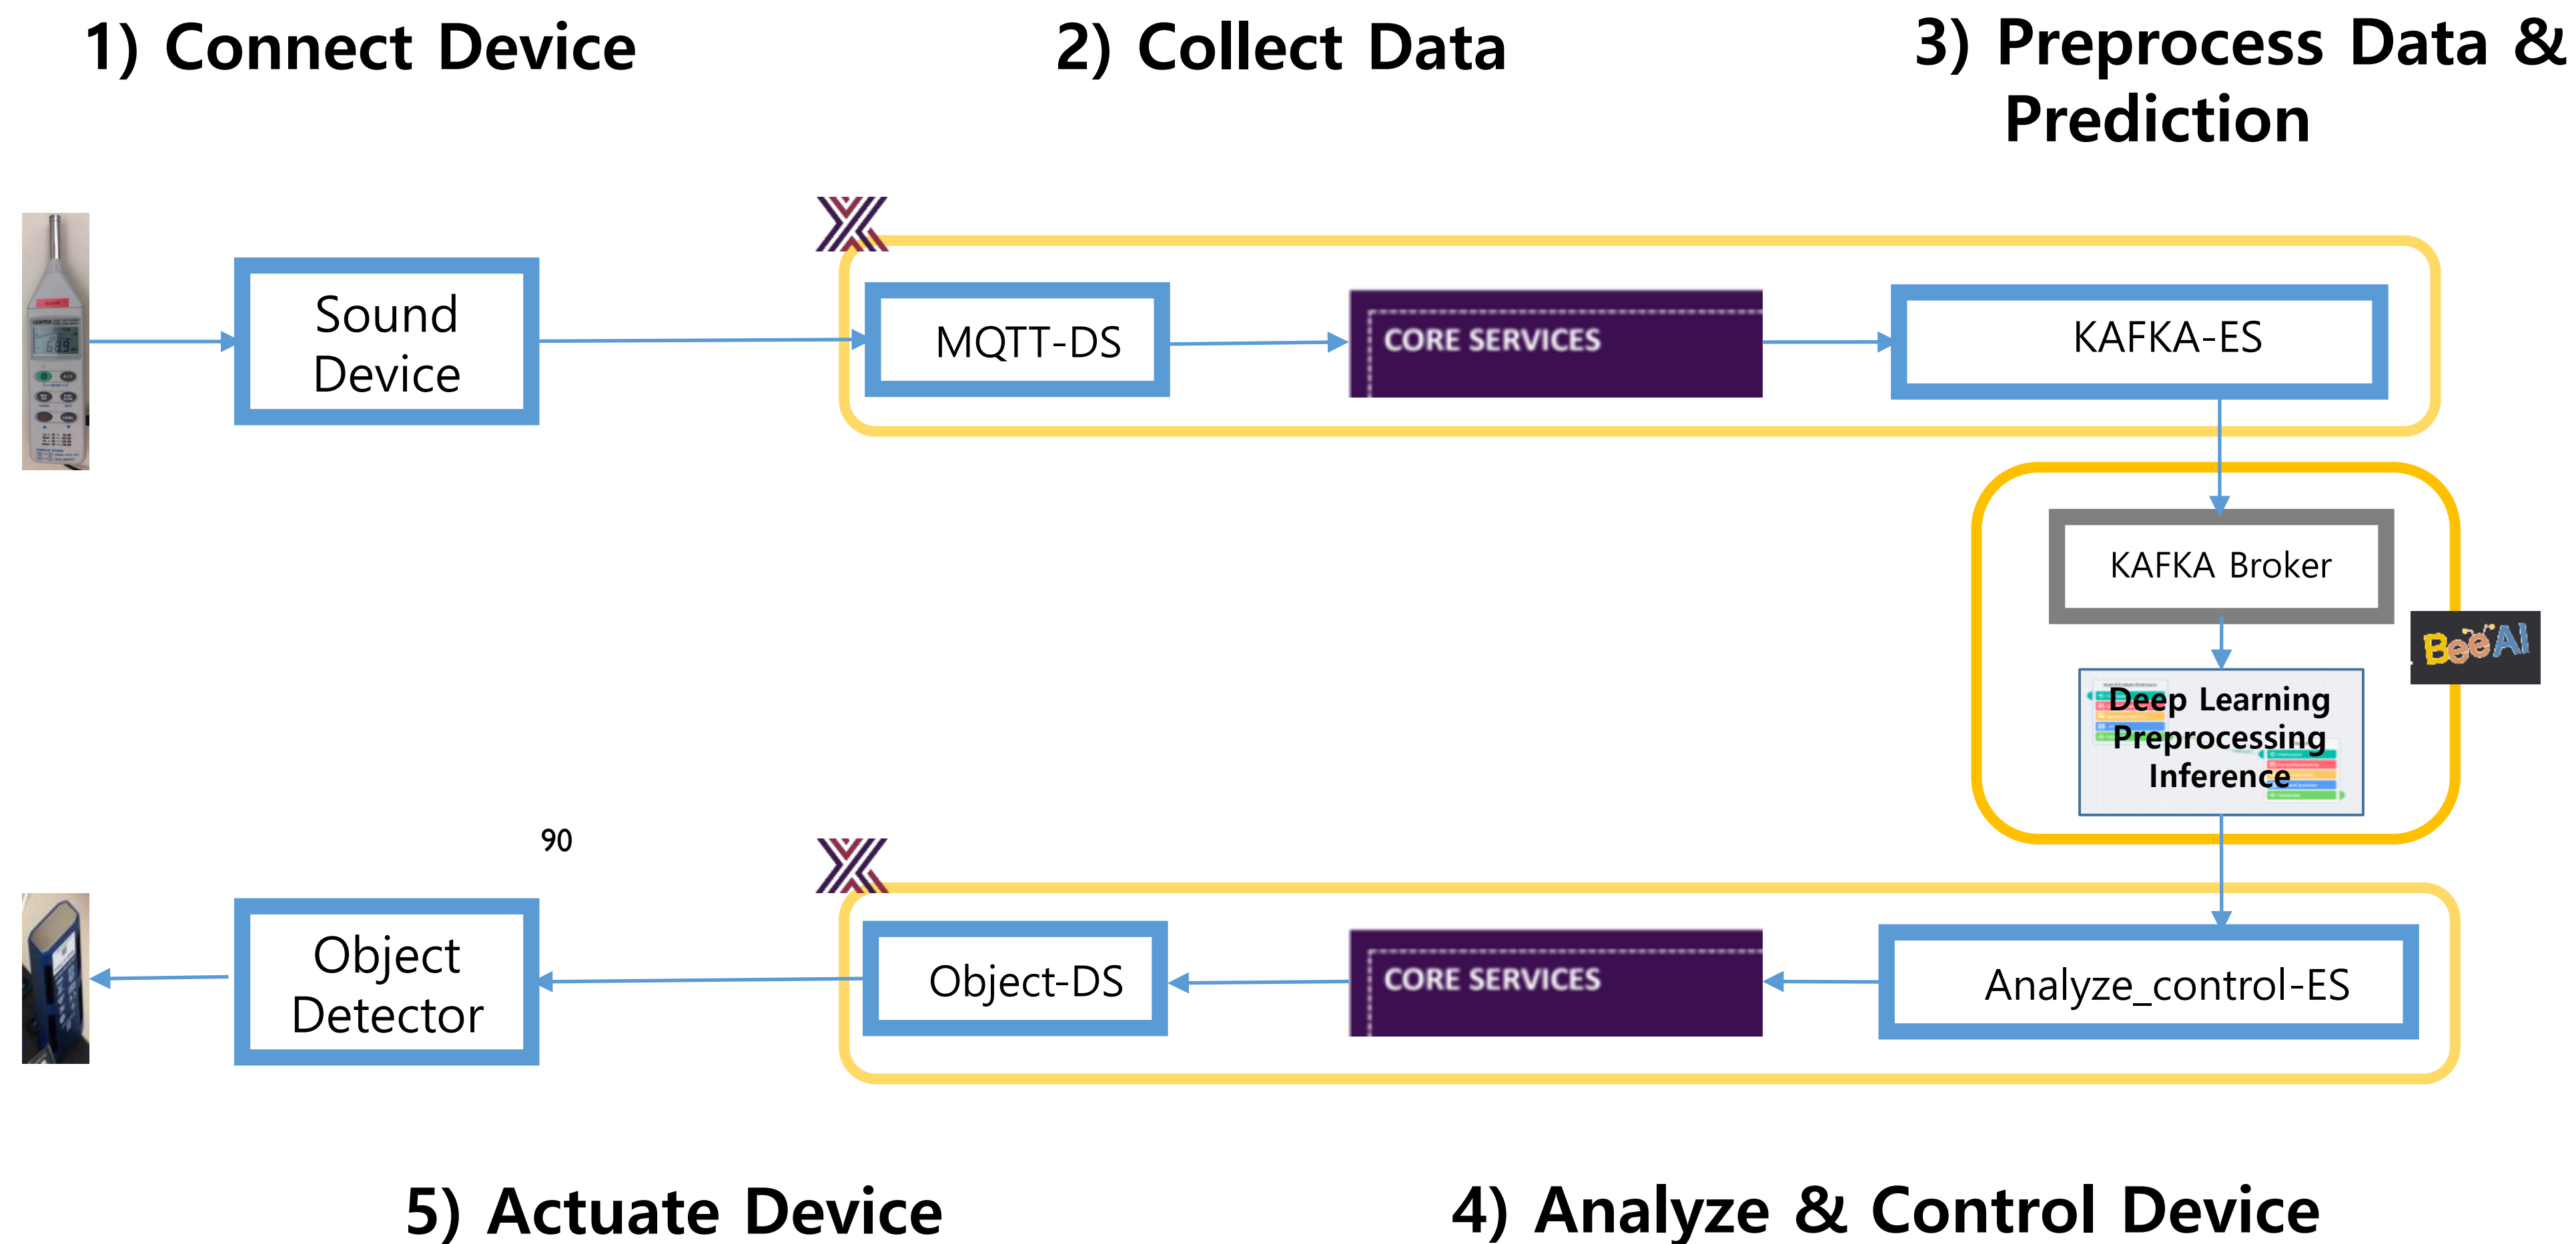 1) Connect Device
2) Collect Data
3) Preprocess Data &
Prediction
Sound
Device
MQTT-DS
CORE SERVICES
KAFKA-ES
KAFKA Broker
BeeAI
Deep Learning
Preprocessing
Inference
90
Object
Detector
Object-DS
CORE SERVICES
Analyze_control-ES
5) Actuate Device
4) Analyze & Control Device